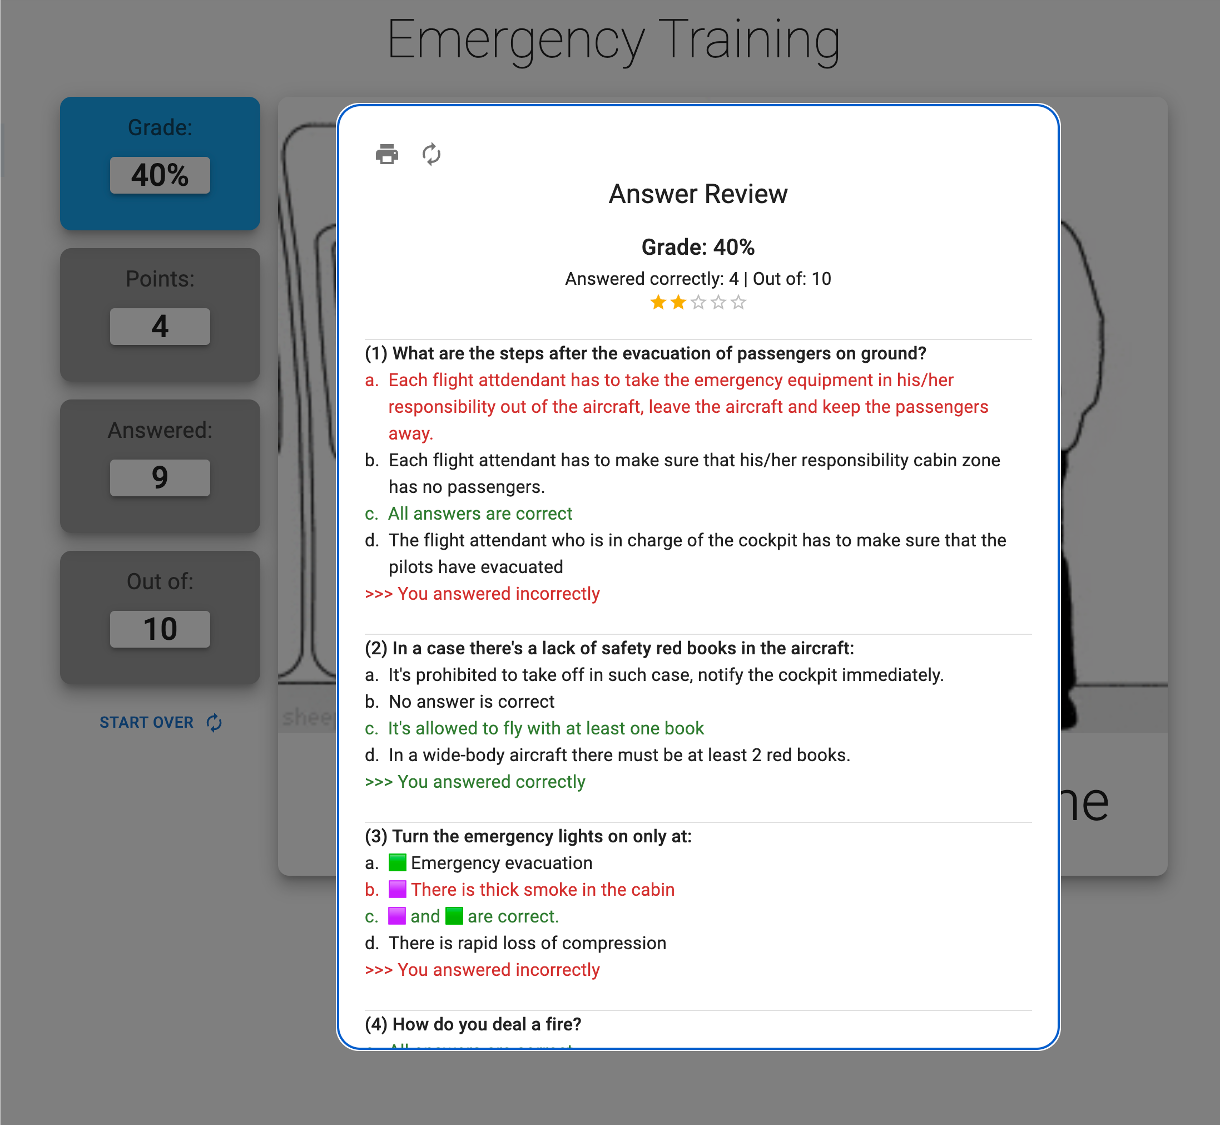 Emergency Training
Grade:
40%
Points:
4
Answered:
9
Out of:
10
START OVER
Answer Review
Grade: 40%
Answered correctly: 4 | Out of: 10
(1) What are the steps after the evacuation of passengers on ground?
a. Each flight attdendant has to take the emergency equipment in his/her
responsibility out of the aircraft, leave the aircraft and keep the passengers
away.
b. Each flight attendant has to make sure that his/her responsibility cabin zone
has no passengers.
c. All answers are correct
d. The flight attendant who is in charge of the cockpit has to make sure that the
pilots have evacuated
>>> You answered incorrectly
(2) In a case there's a lack of safety red books in the aircraft:
a. It's prohibited to take off in such case, notify the cockpit immediately.
b. No answer is correct
c. It's allowed to fly with at least one book
d. In a wide-body aircraft there must be at least 2 red books.
>>> You answered correctly
(3) Turn the emergency lights on only at:
a. 🟩 Emergency evacuation
b. 🟪 There is thick smoke in the cabin
c. 🟪 and 🟩 are correct.
d. There is rapid loss of compression
>>> You answered incorrectly
(4) How do you deal a fire?